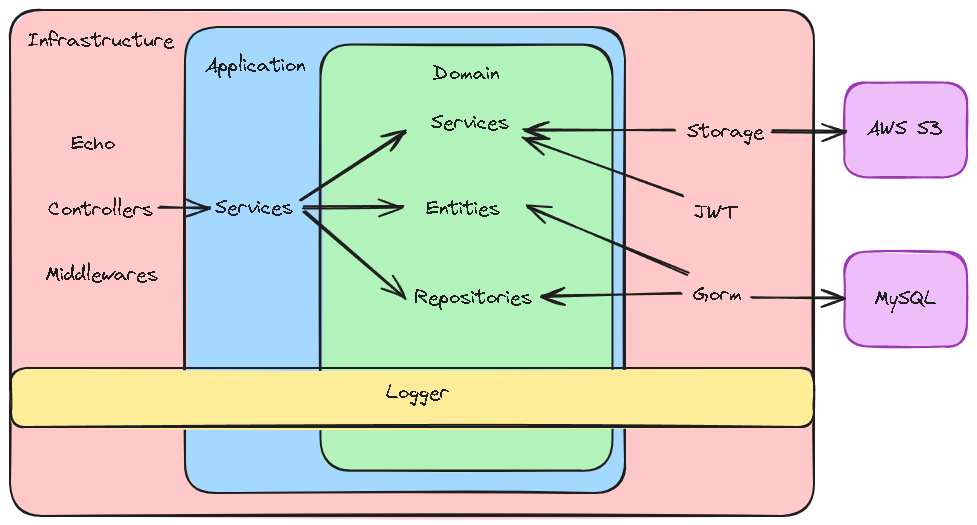 Infrastructure
Application
Domain
Echo
Controllers
Middlewares
Services
Services
Entities
Repositories
Storage
JWT
Gorm
AWS S3
MySQL
Logger